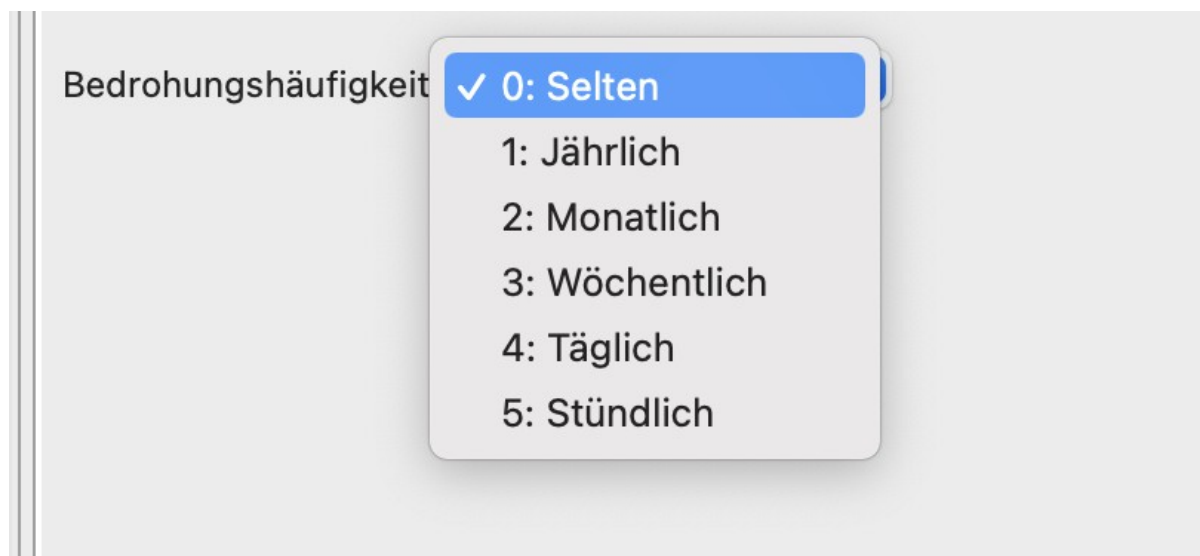 Bedrohungshäufigkeit ✓ 0: Selten
1: Jährlich
2: Monatlich
3: Wöchentlich
4: Täglich
5: Stündlich